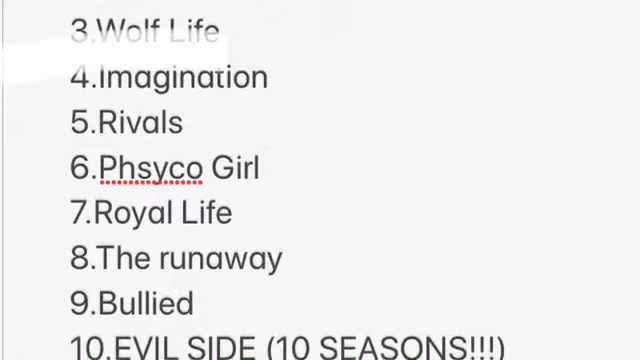 3.Wolf Life
4.Imagination
5.Rivals
6.Phsyco Girl
7.Royal Life
8.The runaway
9.Bullied
10.EVIL SIDE (10 SEASONS!!!)